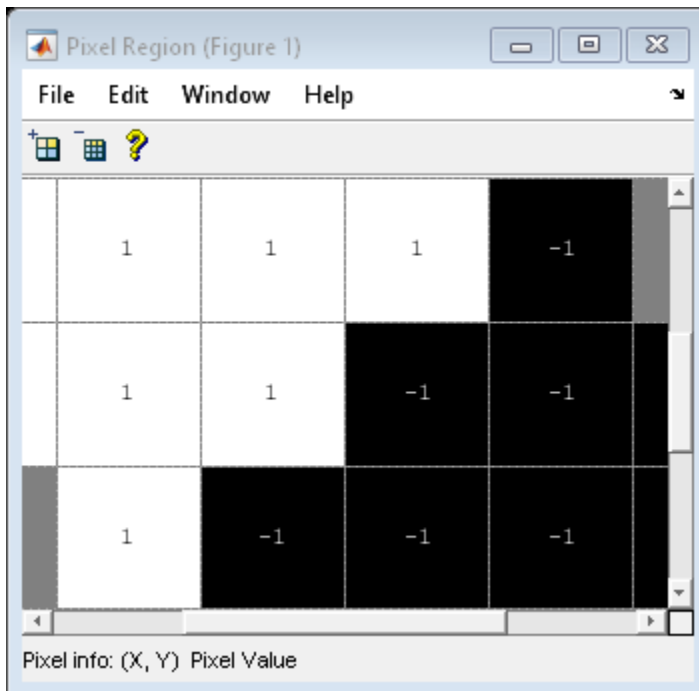 Pixel Region (Figure 1)
File Edit Window Help
1 1 1 -1
1 1 -1 -1
1 -1 -1 -1
Pixel info: (X, Y) Pixel Value